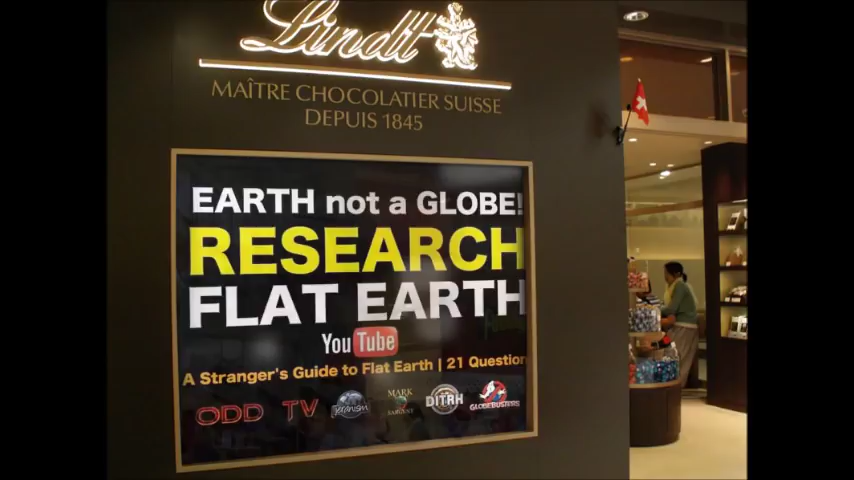 Lindt
MAÎTRE CHOCOLATIER SUISSE
DEPUIS 1845
EARTH not a GLOBE!
RESEARCH
FLAT EARTH
YouTube
A Stranger's Guide to Flat Earth | 21 Question
ODD TV jeranism MARK SARGENT DITRH GLOBEBUSTERS